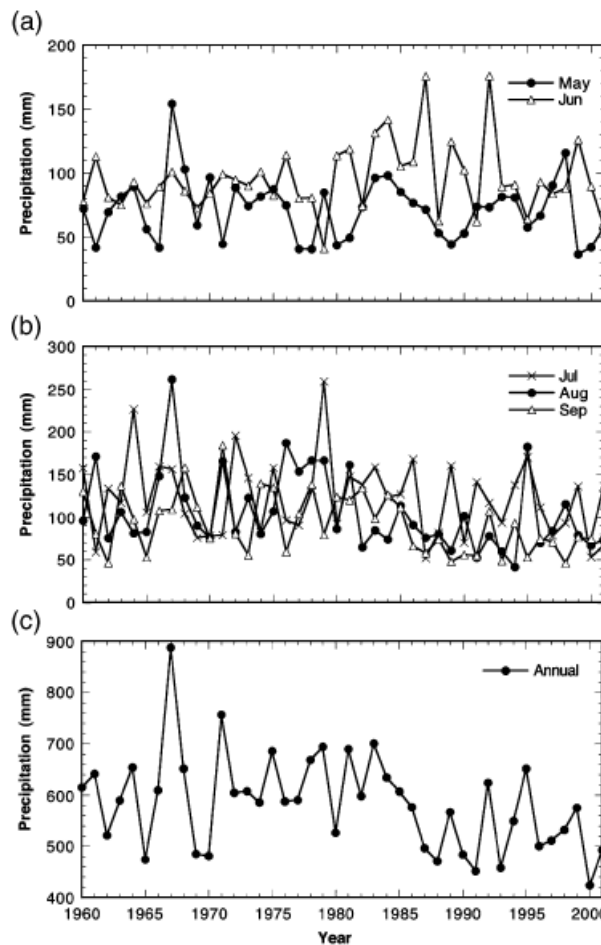 (a)
200
150
100
50
0
Precipitation (mm)
May
Jun
(b)
300
250
200
150
100
50
0
Precipitation (mm)
Jul
Aug
Sep
(c)
900
800
700
600
500
400
Precipitation (mm)
Annual
1960 1965 1970 1975 1980 1985 1990 1995 2000
Year